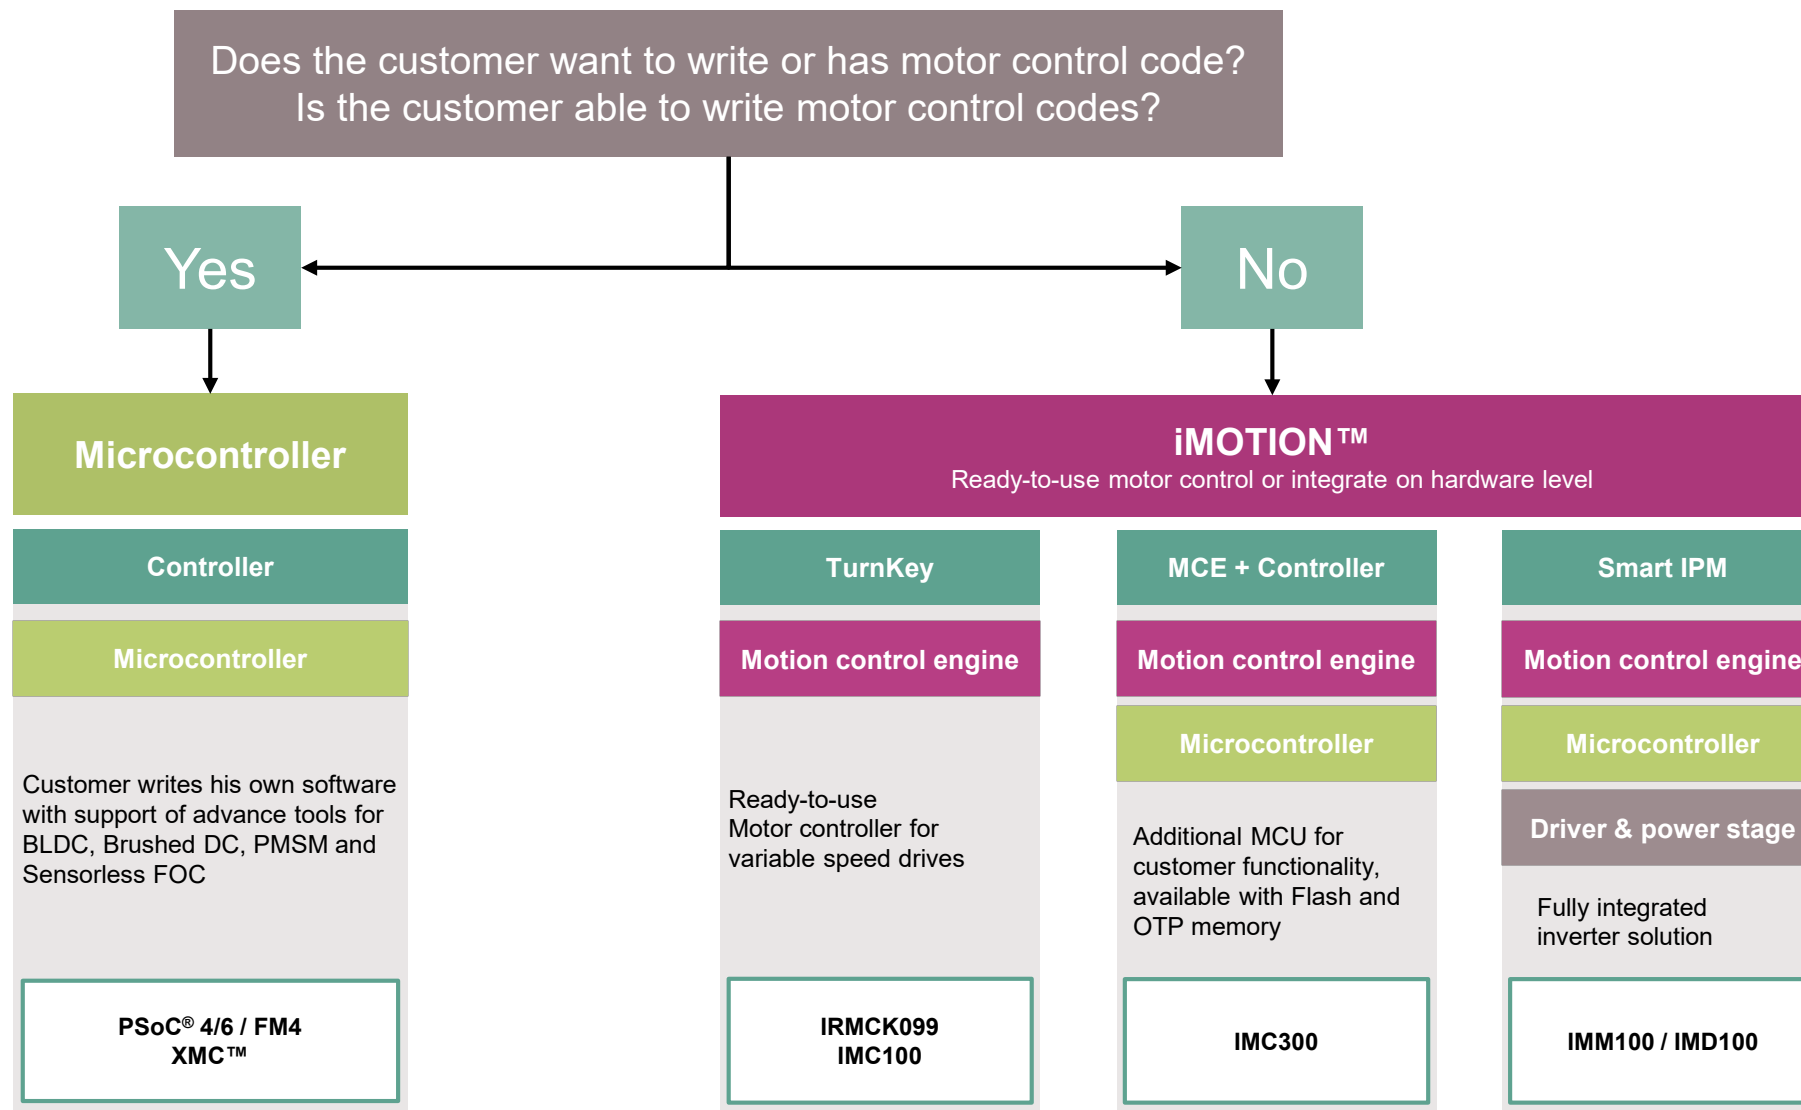 Does the customer want to write or has motor control code?
Is the customer able to write motor control codes?
Yes
No
Microcontroller
iMOTION™
Ready-to-use motor control or integrate on hardware level
Controller
Microcontroller
Customer writes his own software
with support of advance tools for
BLDC, Brushed DC, PMSM and
Sensorless FOC
PSoC® 4/6 / FM4
XMC™
TurnKey
Motion control engine
Ready-to-use
Motor controller for
variable speed drives
IRMCK099
IMC100
MCE + Controller
Motion control engine
Microcontroller
Additional MCU for
customer functionality,
available with Flash and
OTP memory
IMC300
Smart IPM
Motion control engine
Microcontroller
Driver & power stage
Fully integrated
inverter solution
IMM100 / IMD100